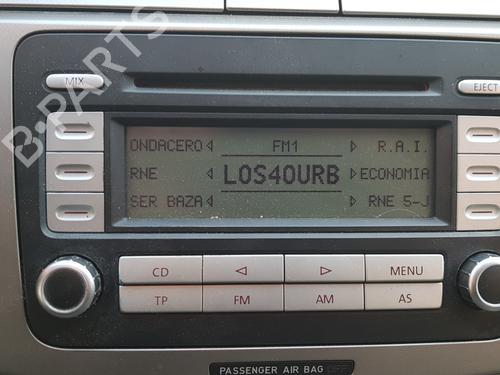 MIX
EJECT
ONDACERO FM1 R.A.I.
RNE LOS40URB ECONOMIA
SER BAZA RNE 5-J
CD MENU
TP FM AM AS
PASSENGER AIR BAG OFF
B-PARTS